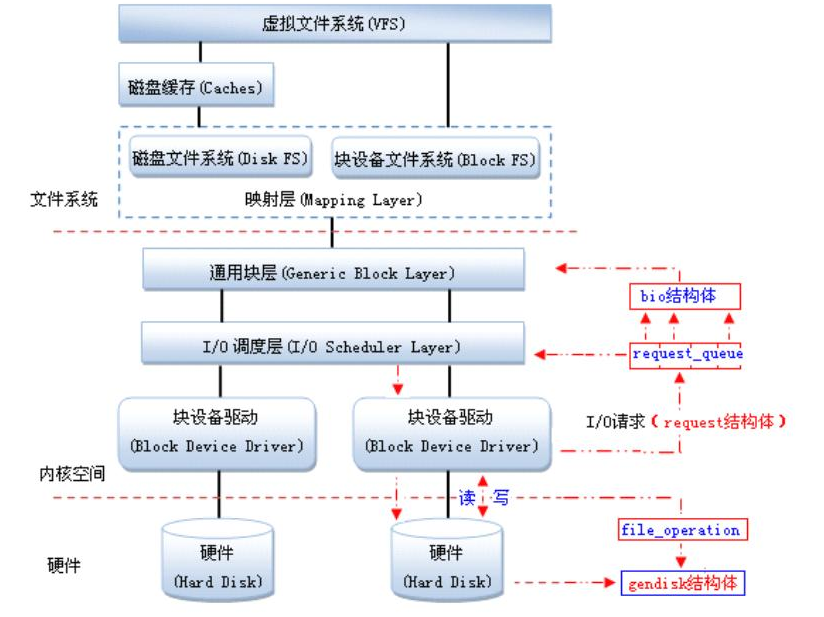 虚拟文件系统(VFS)
磁盘缓存(Caches)
磁盘文件系统(Disk FS)
块设备文件系统(Block FS)
映射层(Mapping Layer)
文件系统
通用块层(Generic Block Layer)
bio结构体
I/O 调度层(I/O Scheduler Layer)
request_queue
块设备驱动
(Block Device Driver)
块设备驱动
(Block Device Driver)
I/O请求(request结构体)
内核空间
读 写
file_operation
硬件
硬件
(Hard Disk)
硬件
(Hard Disk)
gendisk结构体